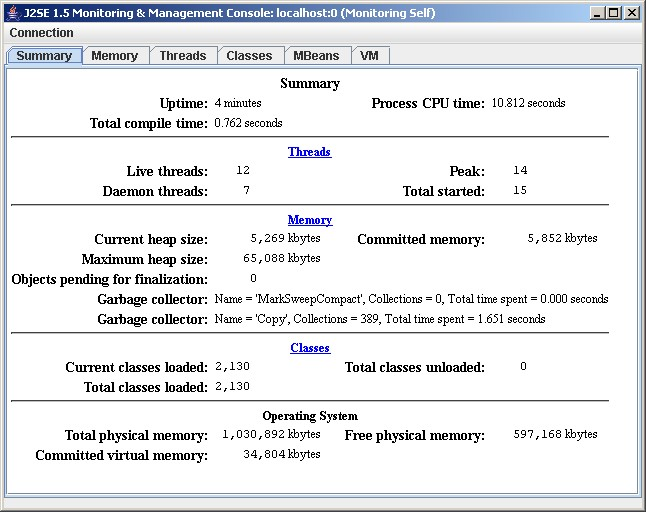 J2SE 1.5 Monitoring & Management Console: localhost:0 (Monitoring Self)
Connection
Summary Memory Threads Classes MBeans VM
Summary
Uptime: 4 minutes Process CPU time: 10.812 seconds
Total compile time: 0.762 seconds
Threads
Live threads: 12 Peak: 14
Daemon threads: 7 Total started: 15
Memory
Current heap size: 5,269 kbytes Committed memory: 5,852 kbytes
Maximum heap size: 65,088 kbytes
Objects pending for finalization: 0
Garbage collector: Name = 'MarkSweepCompact', Collections = 0, Total time spent = 0.000 seconds
Garbage collector: Name = 'Copy', Collections = 389, Total time spent = 1.651 seconds
Classes
Current classes loaded: 2,130 Total classes unloaded: 0
Total classes loaded: 2,130
Operating System
Total physical memory: 1,030,892 kbytes Free physical memory: 597,168 kbytes
Committed virtual memory: 34,804 kbytes